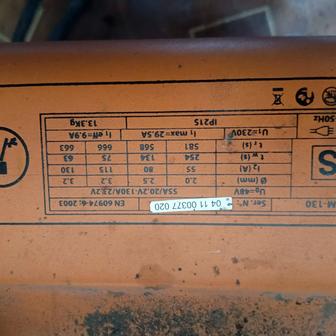 M-130 Ser. N°: 04 11 00377 020 EN 60974-6: 2003
S U₀=48V 55A/20.2V-130A/23.2V
Ø (mm) 2.0 2.5 3.2 3.2
I₂ (A) 55 80 115 130
t w (s) 254 134 75 63
t r (s) 581 568 666 663
50Hz U₁=230V I₁ max=29.5A I₁ eff=9.9A
IP21S 13.3Kg